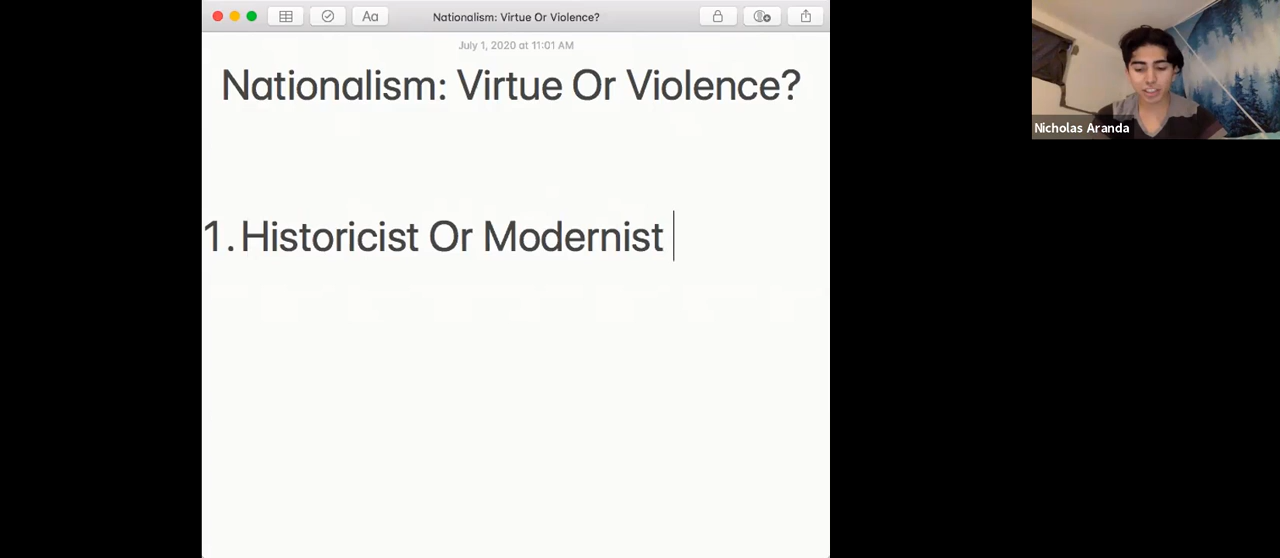 Aa
Nationalism: Virtue Or Violence?
July 1, 2020 at 11:01 AM
Nationalism: Virtue Or Violence?
1. Historicist Or Modernist
Nicholas Aranda